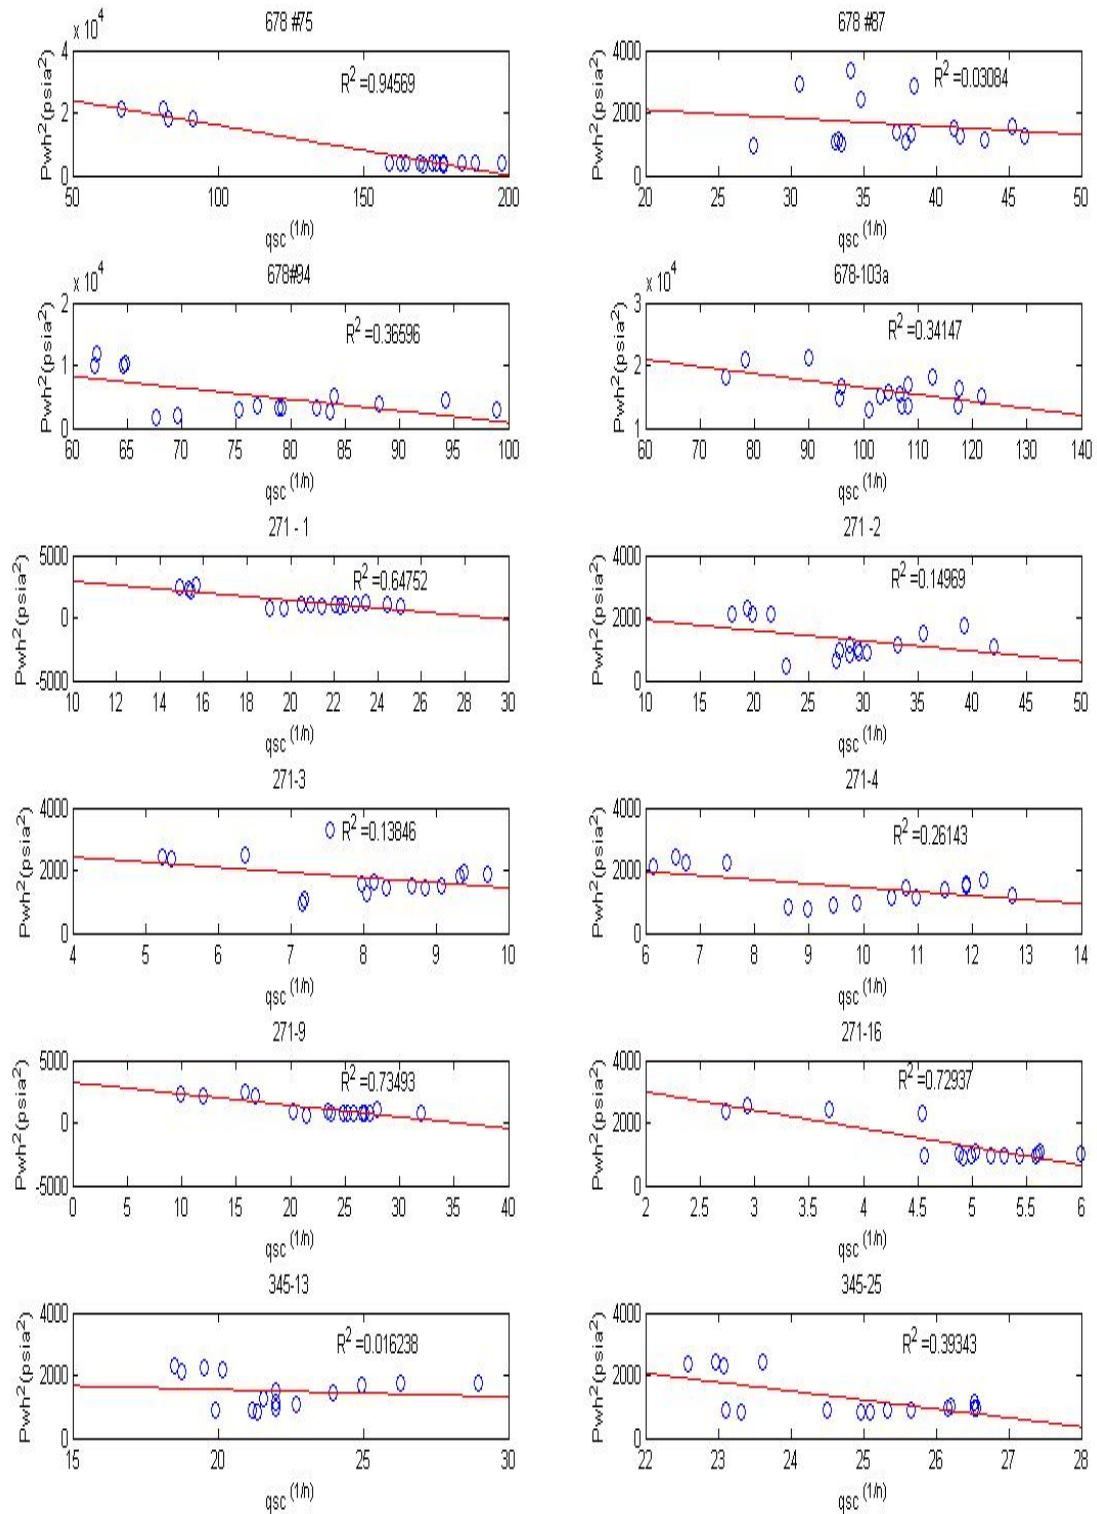 678 #75
x 10^4
R^2 =0.94569
Pwh^2(psia^2)
4
2
0
50 100 150 200
qsc ^(1/n)
678 #87
R^2 =0.03084
Pwh^2(psia^2)
4000
2000
0
20 25 30 35 40 45 50
qsc ^(1/n)
678#94
x 10^4
R^2 =0.36596
Pwh^2(psia^2)
2
1
0
60 65 70 75 80 85 90 95 100
qsc ^(1/n)
678-103a
x 10^4
R^2 =0.34147
Pwh^2(psia^2)
3
2
1
60 70 80 90 100 110 120 130 140
qsc ^(1/n)
271 - 1
R^2 =0.64752
Pwh^2(psia^2)
5000
0
-5000
10 12 14 16 18 20 22 24 26 28 30
qsc ^(1/n)
271 -2
R^2 =0.14969
Pwh^2(psia^2)
4000
2000
0
10 15 20 25 30 35 40 45 50
qsc ^(1/n)
271-3
R^2 =0.13846
Pwh^2(psia^2)
4000
2000
0
4 5 6 7 8 9 10
qsc ^(1/n)
271-4
R^2 =0.26143
Pwh^2(psia^2)
4000
2000
0
6 7 8 9 10 11 12 13 14
qsc ^(1/n)
271-9
R^2 =0.73493
Pwh^2(psia^2)
5000
0
-5000
0 5 10 15 20 25 30 35 40
qsc ^(1/n)
271-16
R^2 =0.72937
Pwh^2(psia^2)
4000
2000
0
2 2.5 3 3.5 4 4.5 5 5.5 6
qsc ^(1/n)
345-13
R^2 =0.016238
Pwh^2(psia^2)
4000
2000
0
15 20 25 30
qsc ^(1/n)
345-25
R^2 =0.39343
Pwh^2(psia^2)
4000
2000
0
22 23 24 25 26 27 28
qsc ^(1/n)